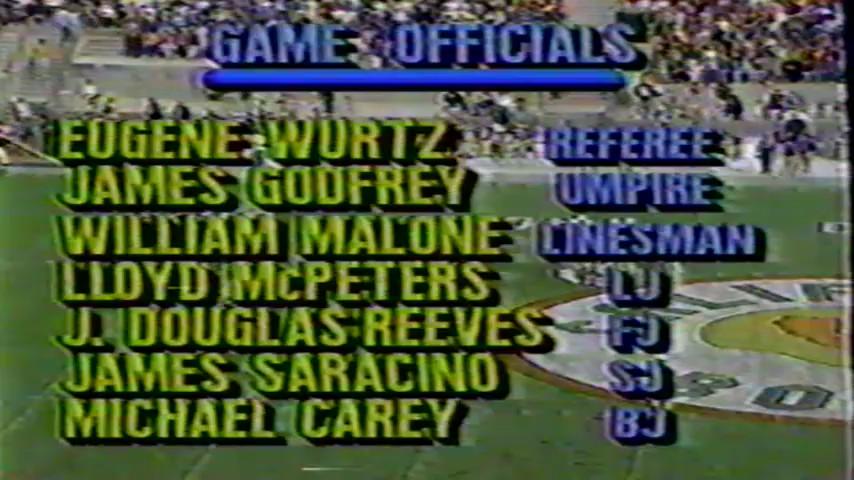 GAME OFFICIALS
EUGENE WURTZ REFEREE
JAMES GODFREY UMPIRE
WILLIAM MALONE LINESMAN
LLOYD McPETERS LJ
J. DOUGLAS REEVES FJ
JAMES SARACINO SJ
MICHAEL CAREY BJ